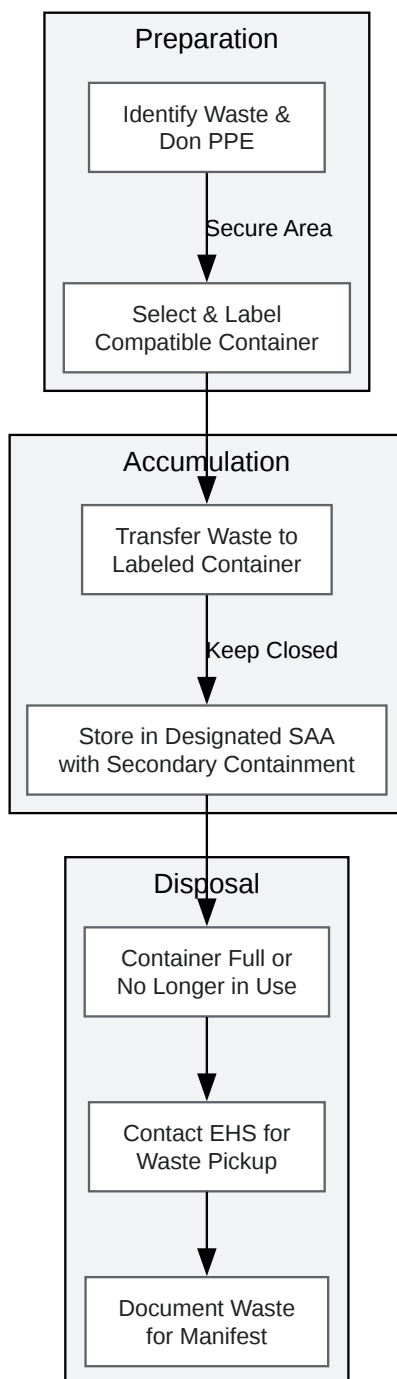 Preparation
Identify Waste &
Don PPE
Secure Area
Select & Label
Compatible Container
Accumulation
Transfer Waste to
Labeled Container
Keep Closed
Store in Designated SAA
with Secondary Containment
Disposal
Container Full or
No Longer in Use
Contact EHS for
Waste Pickup
Document Waste
for Manifest